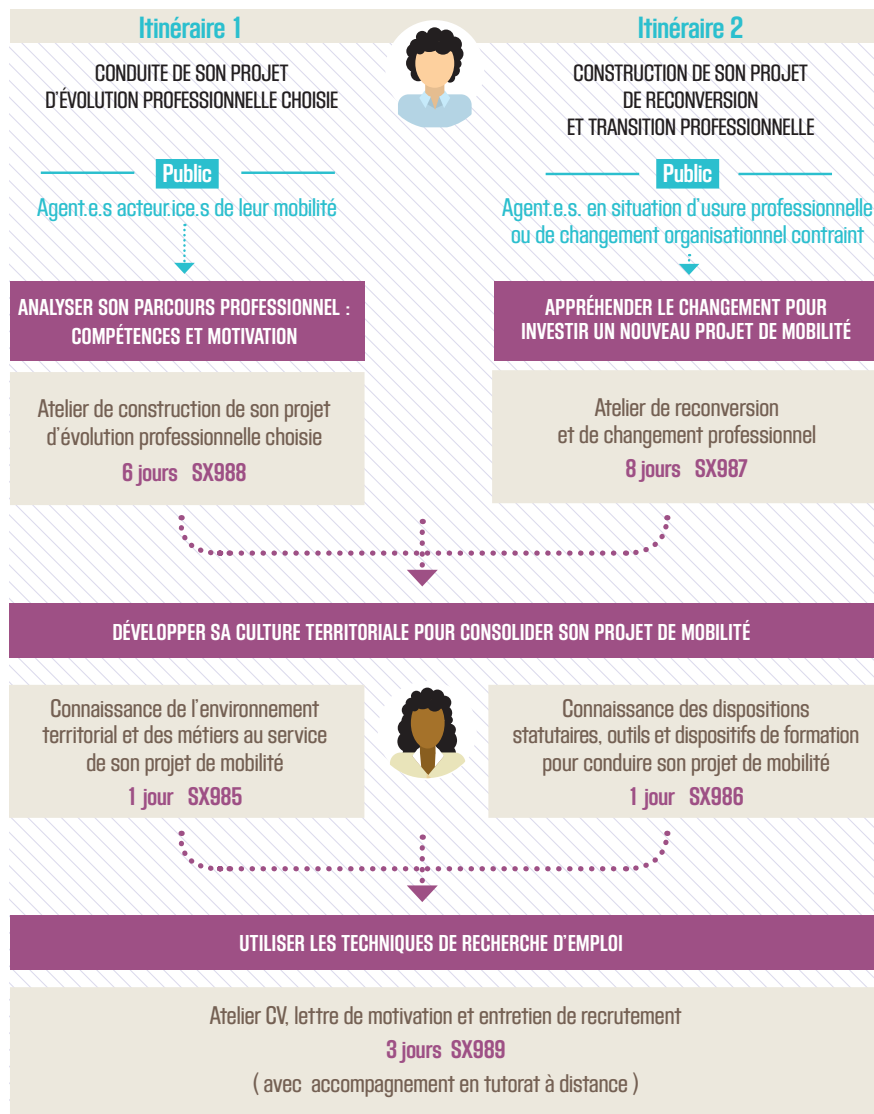 Itinéraire 1
CONDUITE DE SON PROJET
D'ÉVOLUTION PROFESSIONNELLE CHOISIE
Public
Agent.e.s acteur.ice.s de leur mobilité
ANALYSER SON PARCOURS PROFESSIONNEL :
COMPÉTENCES ET MOTIVATION
Atelier de construction de son projet
d'évolution professionnelle choisie
6 jours SX988
Itinéraire 2
CONSTRUCTION DE SON PROJET
DE RECONVERSION
ET TRANSITION PROFESSIONNELLE
Public
Agent.e.s. en situation d'usure professionnelle
ou de changement organisationnel contraint
APPRÉHENDER LE CHANGEMENT POUR
INVESTIR UN NOUVEAU PROJET DE MOBILITÉ
Atelier de reconversion
et de changement professionnel
8 jours SX987
DÉVELOPPER SA CULTURE TERRITORIALE POUR CONSOLIDER SON PROJET DE MOBILITÉ
Connaissance de l'environnement
territorial et des métiers au service
de son projet de mobilité
1 jour SX985
Connaissance des dispositions
statutaires, outils et dispositifs de formation
pour conduire son projet de mobilité
1 jour SX986
UTILISER LES TECHNIQUES DE RECHERCHE D'EMPLOI
Atelier CV, lettre de motivation et entretien de recrutement
3 jours SX989
( avec accompagnement en tutorat à distance )